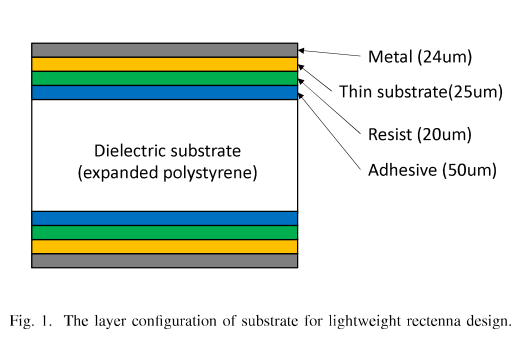 Metal (24um)
Thin substrate(25um)
Resist (20um)
Dielectric substrate
(expanded polystyrene)
Adhesive (50um)
Fig. 1. The layer configuration of substrate for lightweight rectenna design.